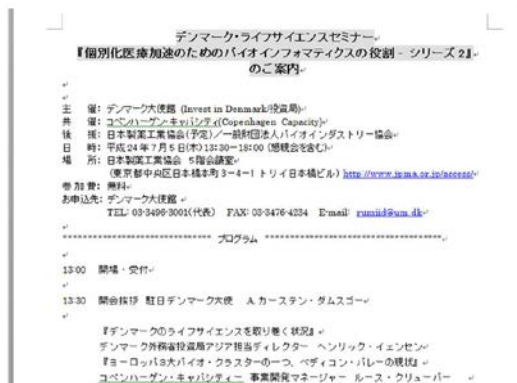 デンマーク・ライフサイエンスセミナー
『個別化医療加速のためのバイオインフォマティクスの役割 - シリーズ2』
のご案内
主　催：デンマーク大使館 (Invest in Denmark/投資局)
共　催：コペンハーゲン・キャパシティ(Copenhagen Capacity)
後　援：日本製薬工業協会(予定)／一般財団法人バイオインダストリー協会
日　時：平成24年7月5日(木)13:30－18:00 (懇親会を含む)
場　所：日本製薬工業協会　5階会議室
(東京都中央区日本橋本町3－4－1 トリイ日本橋ビル) http://www.jpma.or.jp/access/
参加費：無料
お申込先：デンマーク大使館
TEL: 03-3496-3001(代表)　FAX: 03-3476-4234　E-mail:
**************************** プログラム **********************************
13:00　開場・受付
13:30　開会挨拶　駐日デンマーク大使　A.カーステン・ダムスゴー
『デンマークのライフサイエンスを取り巻く状況』
デンマーク外務省投資局アジア担当ディレクター　ヘンリック・イェンセン
『ヨーロッパ3大バイオ・クラスターの一つ、メディコン・バレーの現状』
コペンハーゲン・キャパシティー　事業開発マネージャー　ルース・クリューバー